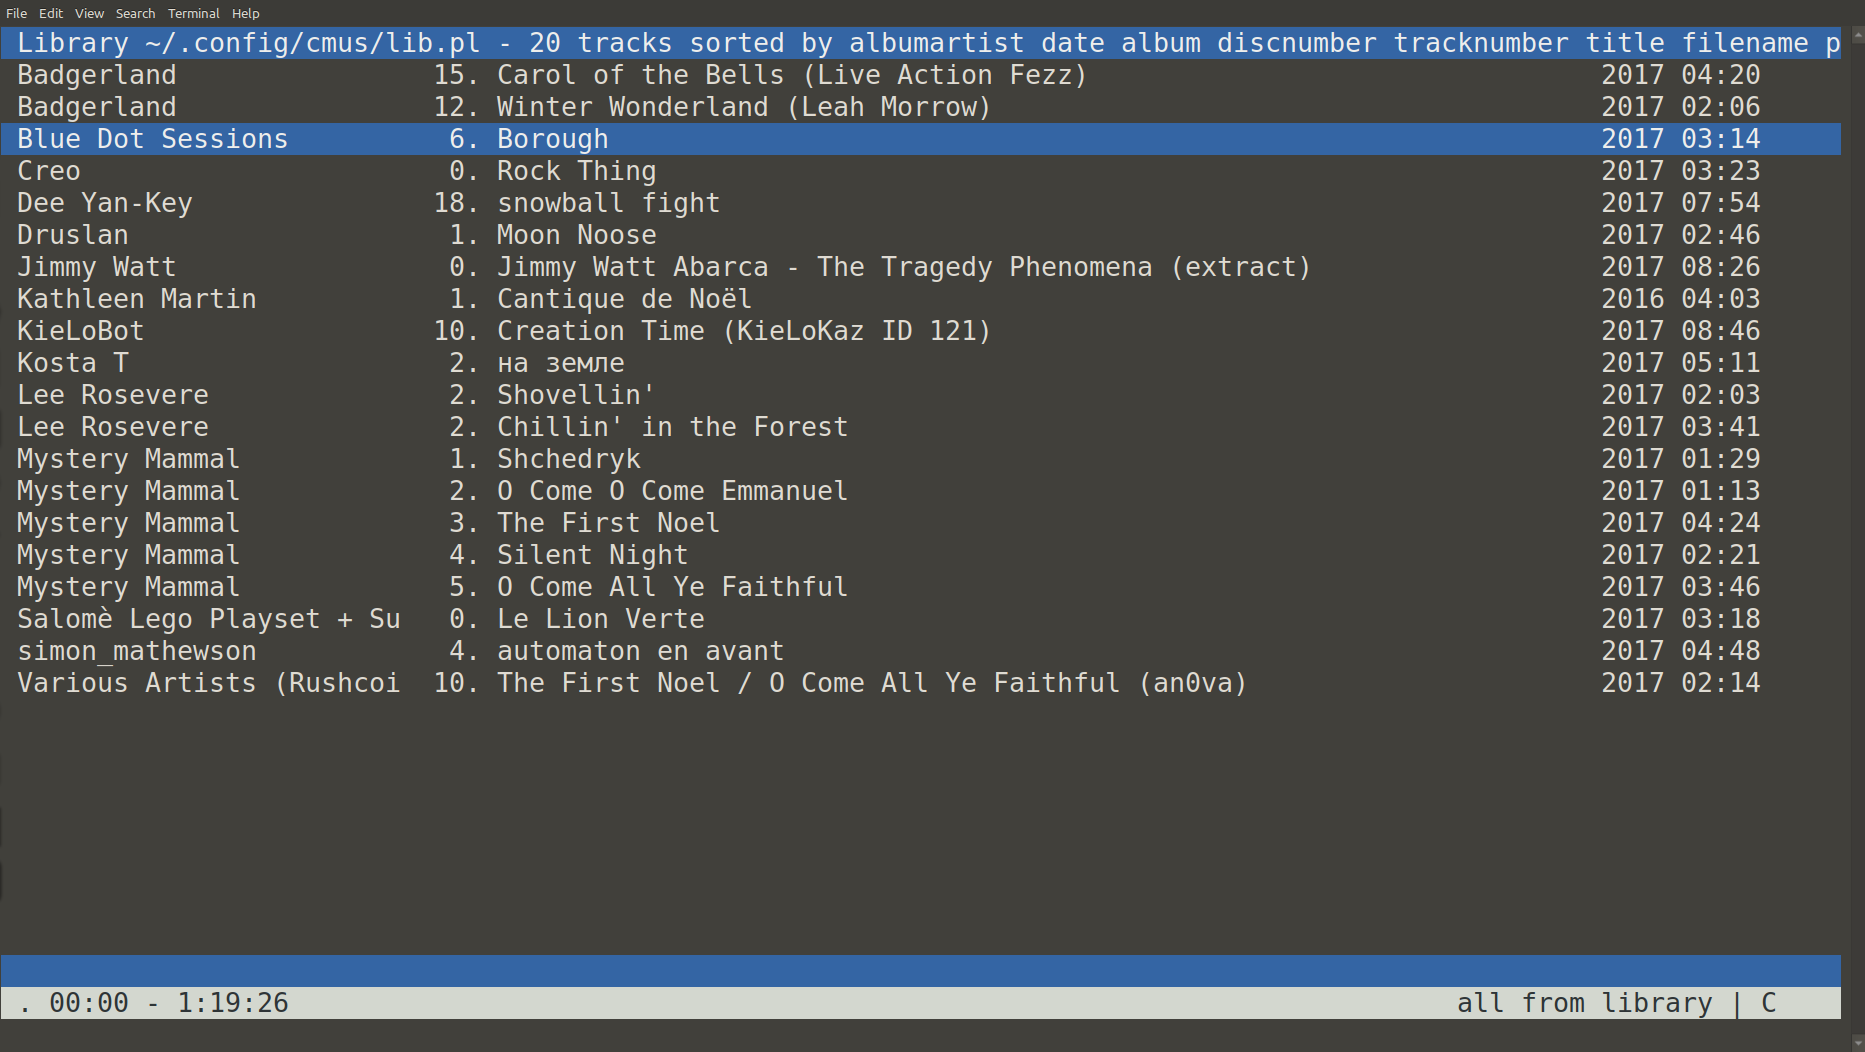 File Edit View Search Terminal Help
Library ~/.config/cmus/lib.pl - 20 tracks sorted by albumartist date album discnumber tracknumber title filename p
Badgerland 15. Carol of the Bells (Live Action Fezz) 2017 04:20
Badgerland 12. Winter Wonderland (Leah Morrow) 2017 02:06
Blue Dot Sessions 6. Borough 2017 03:14
Creo 0. Rock Thing 2017 03:23
Dee Yan-Key 18. snowball fight 2017 07:54
Druslan 1. Moon Noose 2017 02:46
Jimmy Watt 0. Jimmy Watt Abarca - The Tragedy Phenomena (extract) 2017 08:26
Kathleen Martin 1. Cantique de Noël 2016 04:03
KieLoBot 10. Creation Time (KieLoKaz ID 121) 2017 08:46
Kosta T 2. на земле 2017 05:11
Lee Rosevere 2. Shovellin' 2017 02:03
Lee Rosevere 2. Chillin' in the Forest 2017 03:41
Mystery Mammal 1. Shchedryk 2017 01:29
Mystery Mammal 2. O Come O Come Emmanuel 2017 01:13
Mystery Mammal 3. The First Noel 2017 04:24
Mystery Mammal 4. Silent Night 2017 02:21
Mystery Mammal 5. O Come All Ye Faithful 2017 03:46
Salomè Lego Playset + Su 0. Le Lion Verte 2017 03:18
simon_mathewson 4. automaton en avant 2017 04:48
Various Artists (Rushcoi 10. The First Noel / O Come All Ye Faithful (an0va) 2017 02:14
. 00:00 - 1:19:26 all from library | C